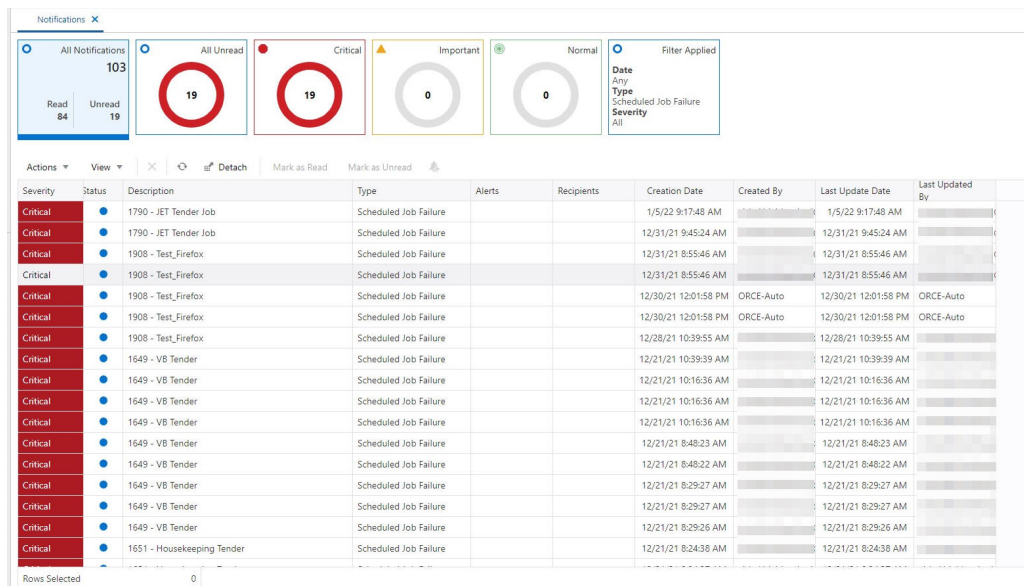 Notifications
All Notifications
103
Read Unread
84 19
All Unread
19
Critical
19
Important
0
Normal
0
Filter Applied
Date
Any
Type
Scheduled Job Failure
Severity
All
Actions View Detach Mark as Read Mark as Unread
Severity Status Description Type Alerts Recipients Creation Date Created By Last Update Date Last Updated By
Critical 1790 - JET Tender Job Scheduled Job Failure 1/5/22 9:17:48 AM 1/5/22 9:17:48 AM
Critical 1790 - JET Tender Job Scheduled Job Failure 12/31/21 9:45:24 AM 12/31/21 9:45:24 AM
Critical 1908 - Test_Firefox Scheduled Job Failure 12/31/21 8:55:46 AM 12/31/21 8:55:46 AM
Critical 1908 - Test_Firefox Scheduled Job Failure 12/31/21 8:55:46 AM 12/31/21 8:55:46 AM
Critical 1908 - Test_Firefox Scheduled Job Failure 12/30/21 12:01:58 PM ORCE-Auto 12/30/21 12:01:58 PM ORCE-Auto
Critical 1908 - Test_Firefox Scheduled Job Failure 12/30/21 12:01:58 PM ORCE-Auto 12/30/21 12:01:58 PM ORCE-Auto
Critical 1908 - Test_Firefox Scheduled Job Failure 12/28/21 10:39:55 AM 12/28/21 10:39:55 AM
Critical 1649 - VB Tender Scheduled Job Failure 12/21/21 10:39:39 AM 12/21/21 10:39:39 AM
Critical 1649 - VB Tender Scheduled Job Failure 12/21/21 10:16:36 AM 12/21/21 10:16:36 AM
Critical 1649 - VB Tender Scheduled Job Failure 12/21/21 10:16:36 AM 12/21/21 10:16:36 AM
Critical 1649 - VB Tender Scheduled Job Failure 12/21/21 10:16:36 AM 12/21/21 10:16:36 AM
Critical 1649 - VB Tender Scheduled Job Failure 12/21/21 8:48:23 AM 12/21/21 8:48:23 AM
Critical 1649 - VB Tender Scheduled Job Failure 12/21/21 8:48:22 AM 12/21/21 8:48:22 AM
Critical 1649 - VB Tender Scheduled Job Failure 12/21/21 8:29:27 AM 12/21/21 8:29:27 AM
Critical 1649 - VB Tender Scheduled Job Failure 12/21/21 8:29:27 AM 12/21/21 8:29:27 AM
Critical 1649 - VB Tender Scheduled Job Failure 12/21/21 8:29:26 AM 12/21/21 8:29:26 AM
Critical 1651 - Housekeeping Tender Scheduled Job Failure 12/21/21 8:24:38 AM 12/21/21 8:24:38 AM
Rows Selected 0